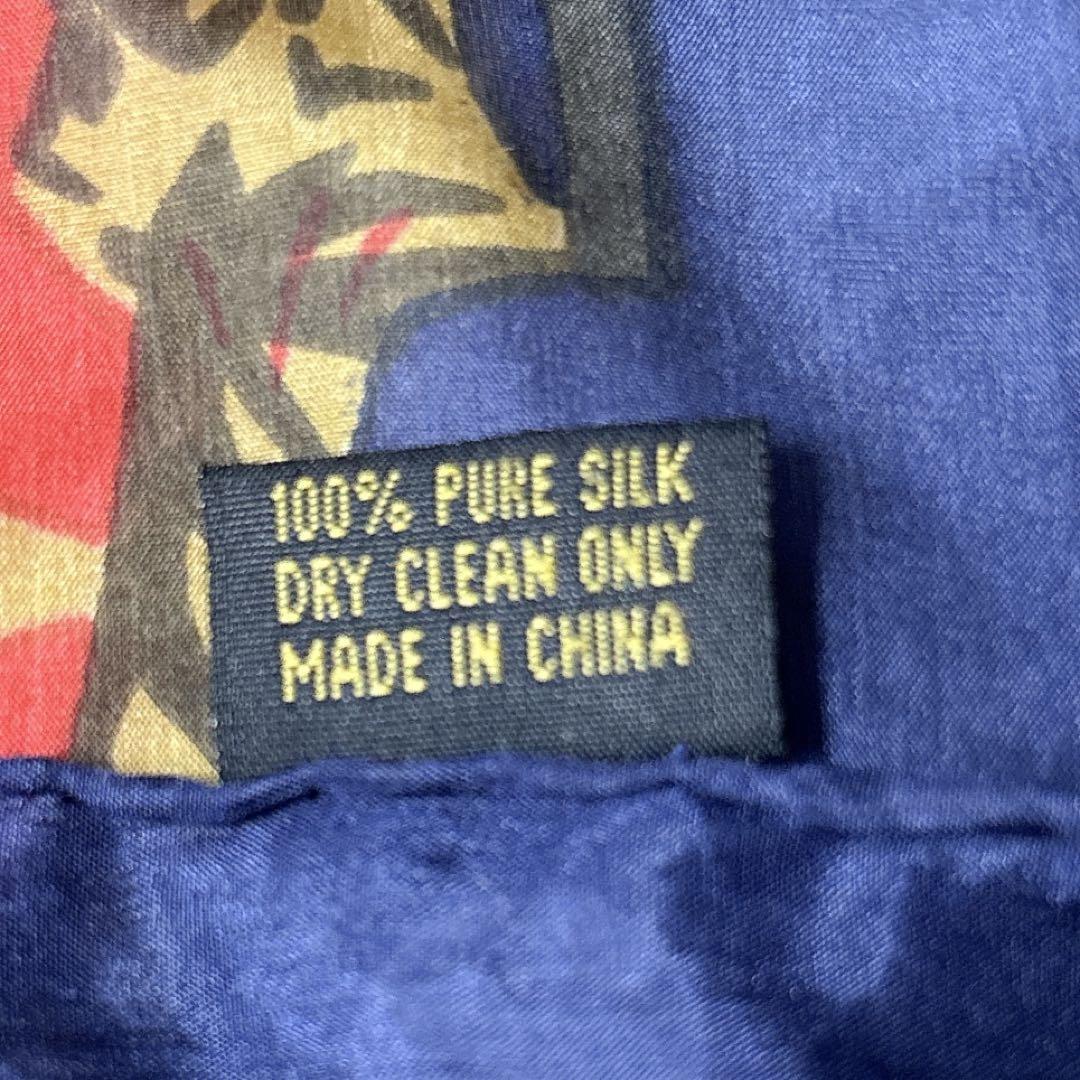 100% PURE SILK
DRY CLEAN ONLY
MADE IN CHINA